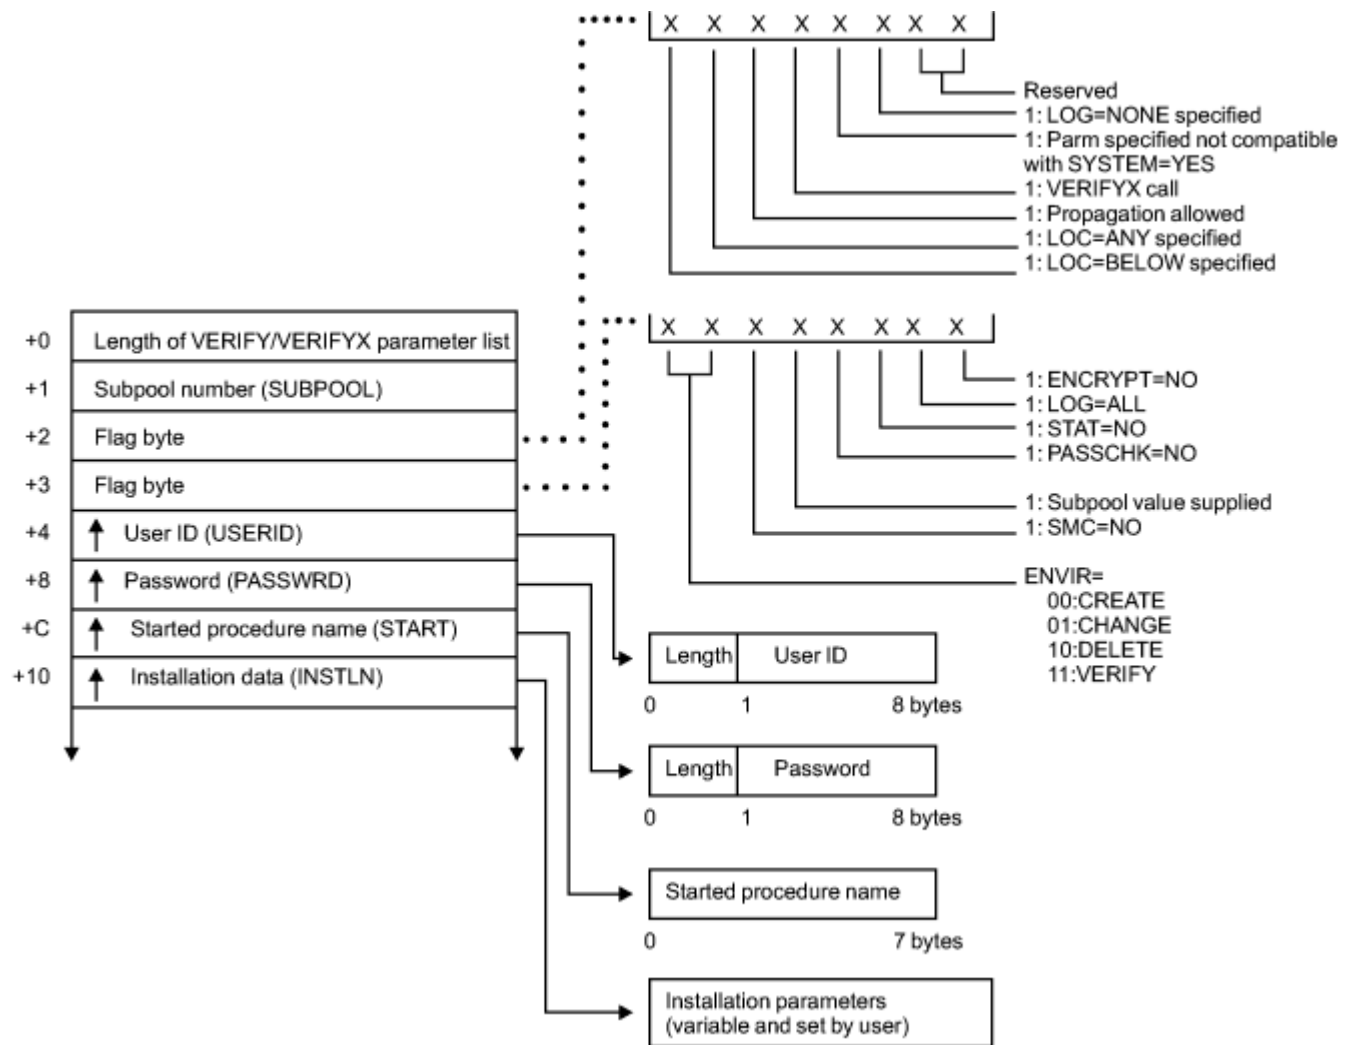 X X X X X X X X
Reserved
1: LOG=NONE specified
1: Parm specified not compatible
with SYSTEM=YES
1: VERIFYX call
1: Propagation allowed
1: LOC=ANY specified
1: LOC=BELOW specified
+0 Length of VERIFY/VERIFYX parameter list
+1 Subpool number (SUBPOOL)
+2 Flag byte
+3 Flag byte
+4 User ID (USERID)
+8 Password (PASSWRD)
+C Started procedure name (START)
+10 Installation data (INSTLN)
X X X X X X X X
1: ENCRYPT=NO
1: LOG=ALL
1: STAT=NO
1: PASSCHK=NO
1: Subpool value supplied
1: SMC=NO
ENVIR=
00:CREATE
01:CHANGE
10:DELETE
11:VERIFY
Length User ID
0 1 8 bytes
Length Password
0 1 8 bytes
Started procedure name
0 7 bytes
Installation parameters
(variable and set by user)